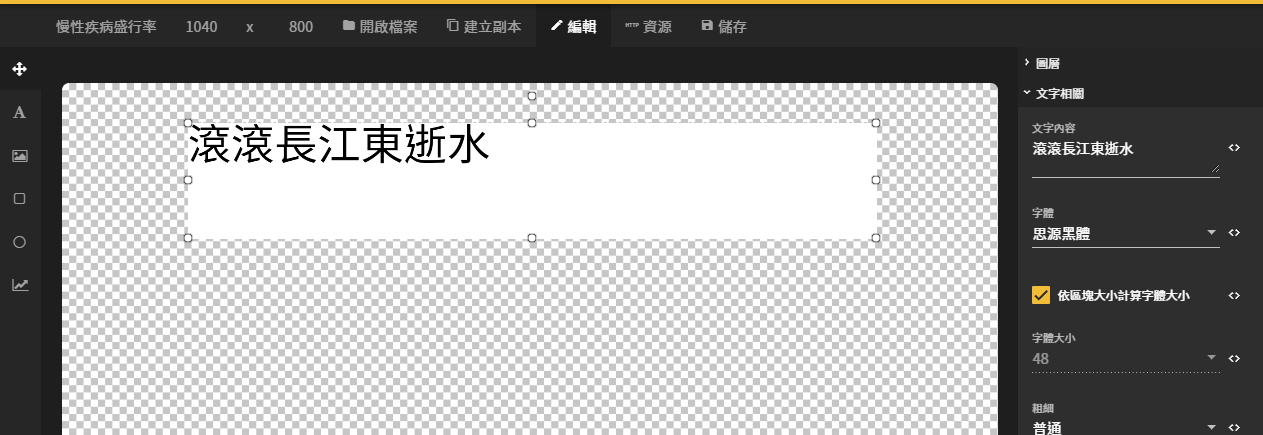 慢性疾病盛行率 1040 x 800 開啟檔案 建立副本 編輯 HTTP 資源 儲存
A
滾滾長江東逝水
圖層
文字相關
文字內容
滾滾長江東逝水
字體
思源黑體
依區塊大小計算字體大小
字體大小
48
粗細
普通